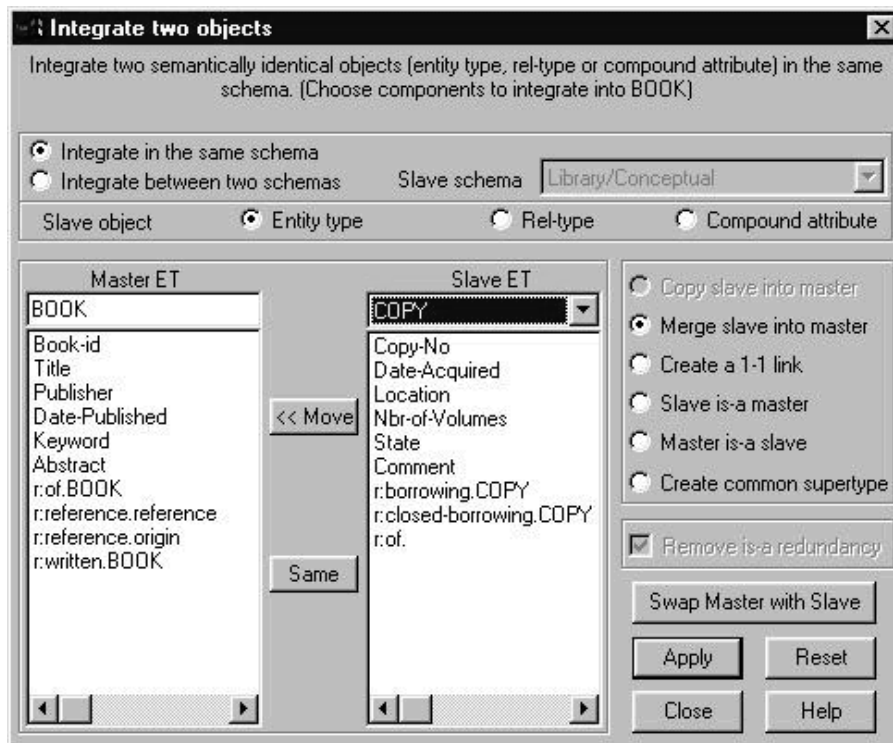 Integrate two objects
Integrate two semantically identical objects (entity type, rel-type or compound attribute) in the same
schema. (Choose components to integrate into BOOK)
Integrate in the same schema
Integrate between two schemas
Slave schema
Library/Conceptual
Slave object
Entity type
Rel-type
Compound attribute
Master ET
BOOK
Book-id
Title
Publisher
Date-Published
Keyword
Abstract
r:of.BOOK
r:reference.reference
r:reference.origin
r:written.BOOK
<< Move
Same
Slave ET
COPY
Copy-No
Date-Acquired
Location
Nbr-of-Volumes
State
Comment
r:borrowing.COPY
r:closed-borrowing.COPY
r:of.
Copy slave into master
Merge slave into master
Create a 1-1 link
Slave is-a master
Master is-a slave
Create common supertype
Remove is-a redundancy
Swap Master with Slave
Apply
Reset
Close
Help